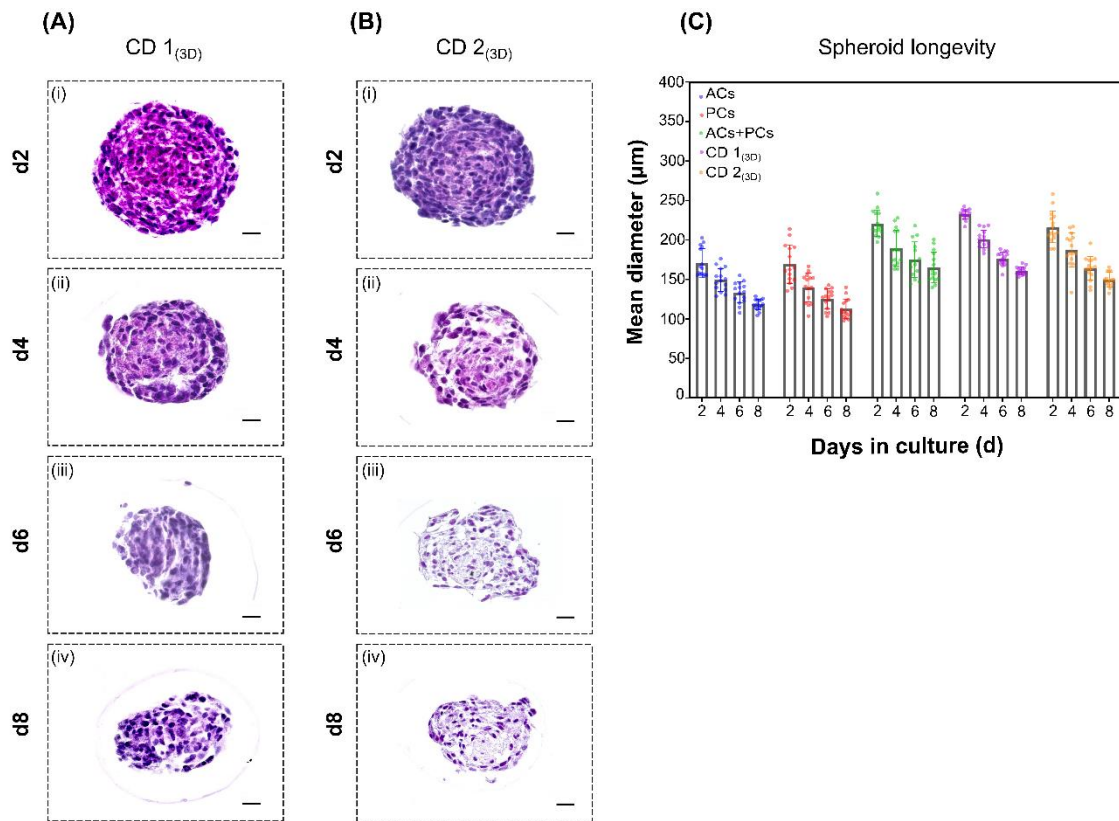 (A)
CD 1(3D)
d2
(i)
d4
(ii)
d6
(iii)
d8
(iv)
(B)
CD 2(3D)
d2
(i)
d4
(ii)
d6
(iii)
d8
(iv)
(C)
Spheroid longevity
Mean diameter (µm)
400
350
300
250
200
150
100
50
0
ACs
PCs
ACs+PCs
CD 1(3D)
CD 2(3D)
2 4 6 8 2 4 6 8 2 4 6 8 2 4 6 8 2 4 6 8
Days in culture (d)